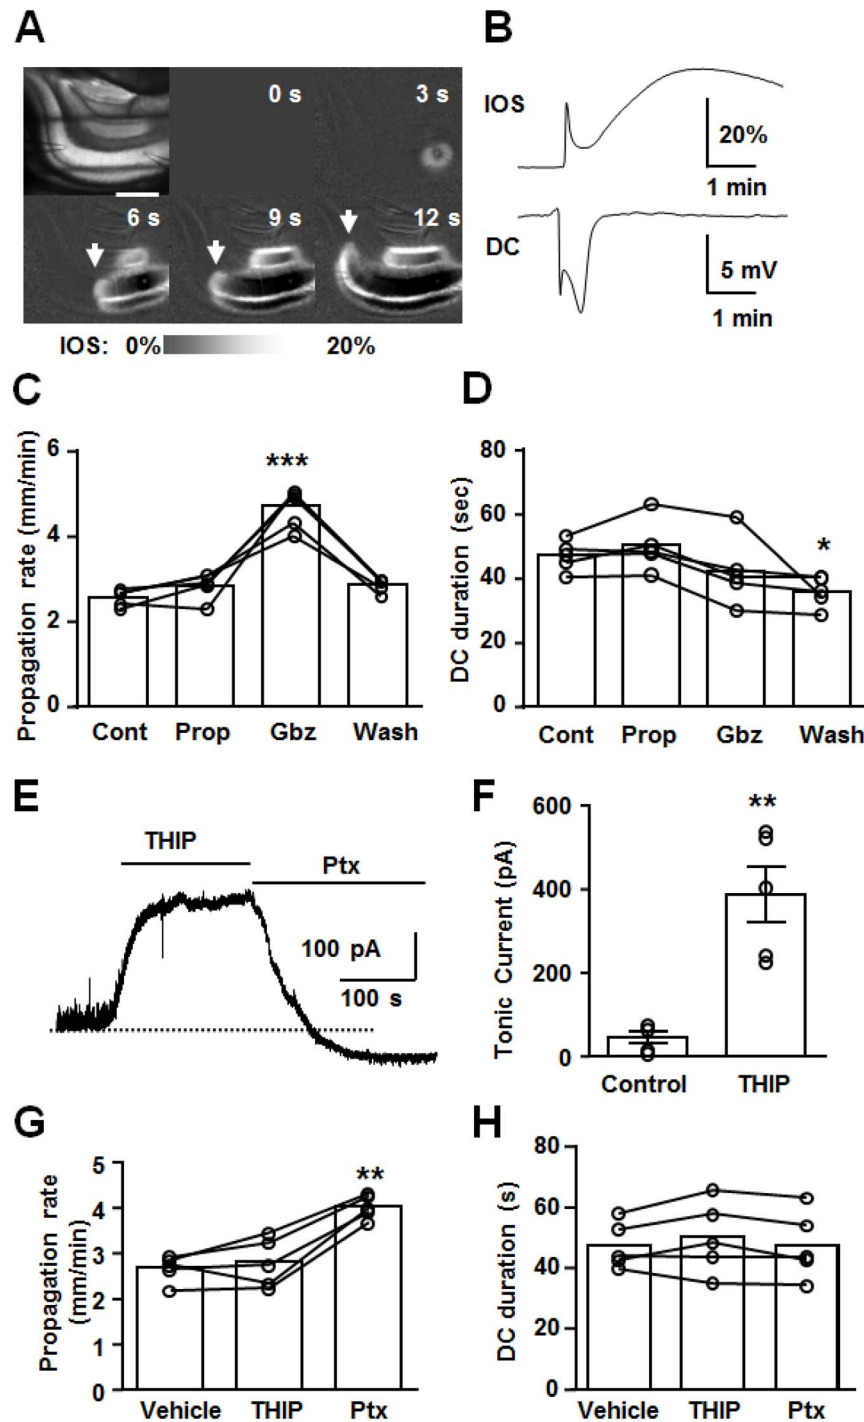 A
0 s
3 s
6 s
9 s
12 s
IOS: 0% 20%
B
IOS
20%
1 min
DC
5 mV
1 min
C
Propagation rate (mm/min)
6
4
2
0
***
Cont Prop Gbz Wash
D
DC duration (sec)
80
60
40
20
0
*
Cont Prop Gbz Wash
E
THIP
Ptx
100 pA
100 s
F
Tonic Current (pA)
600
400
200
0
**
Control THIP
G
Propagation rate
(mm/min)
5
4
3
2
1
0
**
Vehicle THIP Ptx
H
DC duration (s)
80
60
40
20
0
Vehicle THIP Ptx